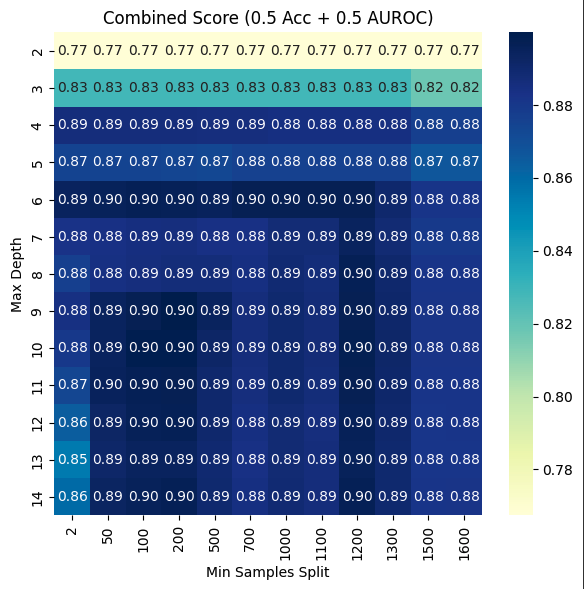 Combined Score (0.5 Acc + 0.5 AUROC)
2 0.77 0.77 0.77 0.77 0.77 0.77 0.77 0.77 0.77 0.77 0.77 0.77
3 0.83 0.83 0.83 0.83 0.83 0.83 0.83 0.83 0.83 0.83 0.82 0.82
4 0.89 0.89 0.89 0.89 0.89 0.89 0.88 0.88 0.88 0.88 0.88 0.88
5 0.87 0.87 0.87 0.87 0.87 0.88 0.88 0.88 0.88 0.88 0.87 0.87
6 0.89 0.90 0.90 0.90 0.89 0.90 0.90 0.90 0.90 0.89 0.88 0.88
7 0.88 0.88 0.89 0.89 0.88 0.88 0.89 0.89 0.89 0.89 0.88 0.88
8 0.88 0.88 0.89 0.89 0.89 0.88 0.89 0.89 0.90 0.89 0.88 0.88
9 0.88 0.89 0.90 0.90 0.89 0.89 0.89 0.89 0.90 0.89 0.88 0.88
10 0.88 0.89 0.90 0.90 0.89 0.89 0.89 0.89 0.90 0.89 0.88 0.88
11 0.87 0.90 0.90 0.90 0.89 0.89 0.89 0.89 0.90 0.89 0.88 0.88
12 0.86 0.89 0.90 0.90 0.89 0.88 0.89 0.89 0.90 0.89 0.88 0.88
13 0.85 0.89 0.89 0.89 0.89 0.88 0.89 0.89 0.90 0.89 0.88 0.88
14 0.86 0.89 0.90 0.90 0.89 0.88 0.89 0.89 0.90 0.89 0.88 0.88
Max Depth
2 50 100 200 500 700 1000 1100 1200 1300 1500 1600
Min Samples Split
0.88
0.86
0.84
0.82
0.80
0.78